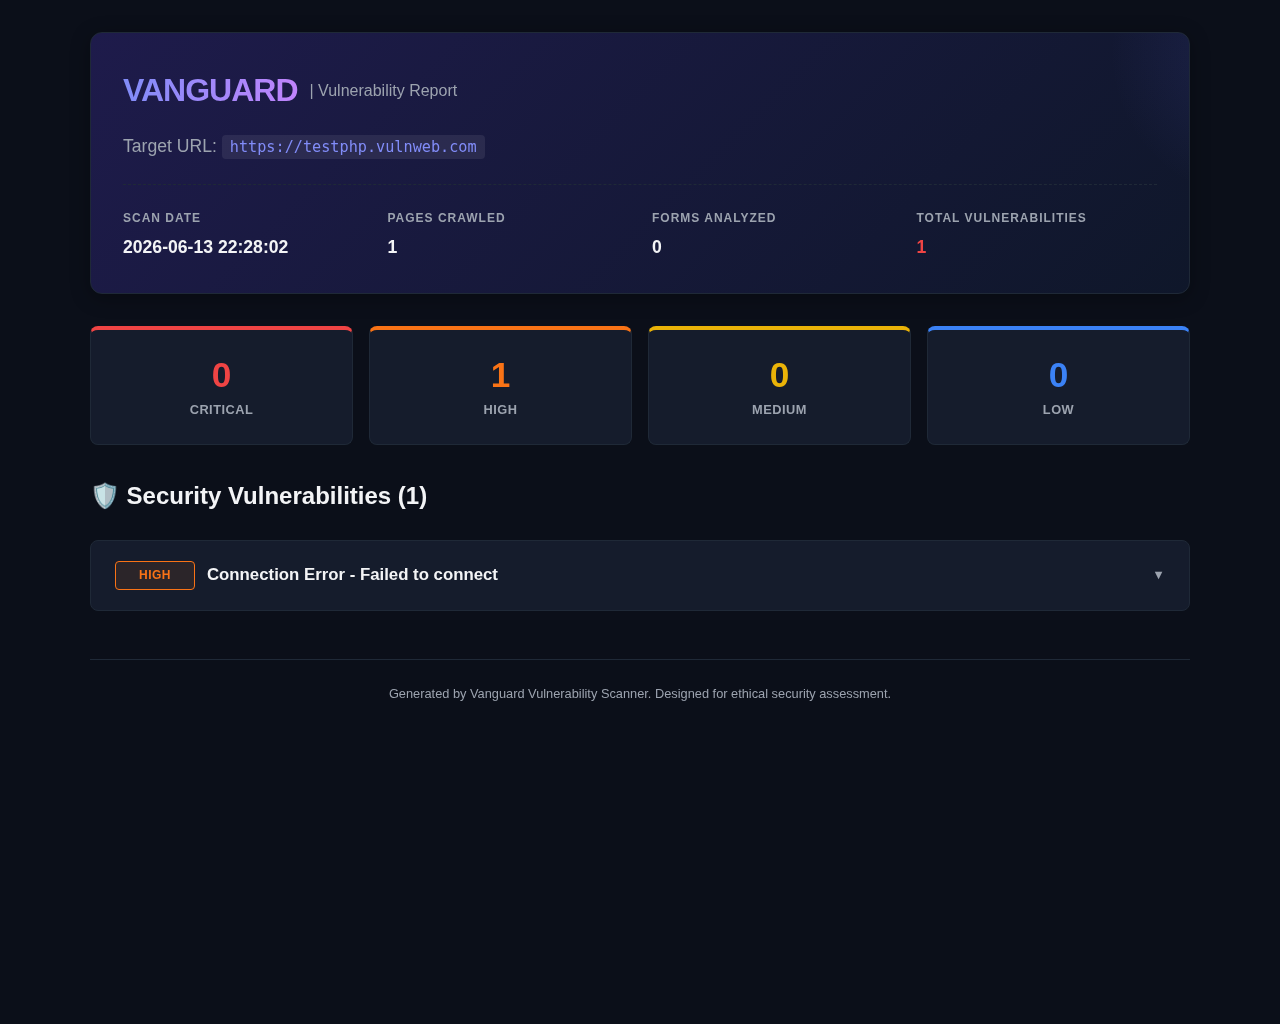 VANGUARD | Vulnerability Report
Target URL: https://testphp.vulnweb.com
SCAN DATE PAGES CRAWLED FORMS ANALYZED TOTAL VULNERABILITIES
2026-06-13 22:28:02 1 0 1
0 1 0 0
CRITICAL HIGH MEDIUM LOW
🛡️ Security Vulnerabilities (1)
HIGH Connection Error - Failed to connect ▼
Generated by Vanguard Vulnerability Scanner. Designed for ethical security assessment.